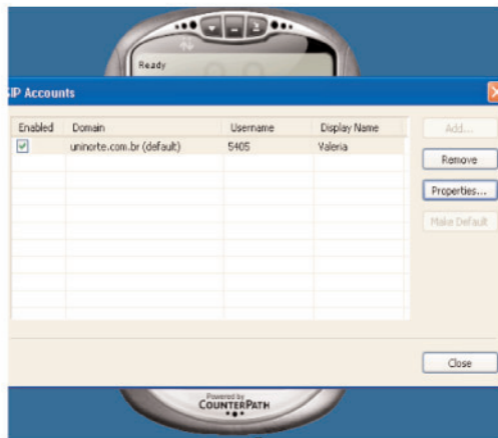 Ready
SIP Accounts
Enabled Domain Username Display Name
uninorte.com.br (default) 5405 Valeria
Add...
Remove
Properties...
Make Default
Close
Powered by
COUNTERPATH